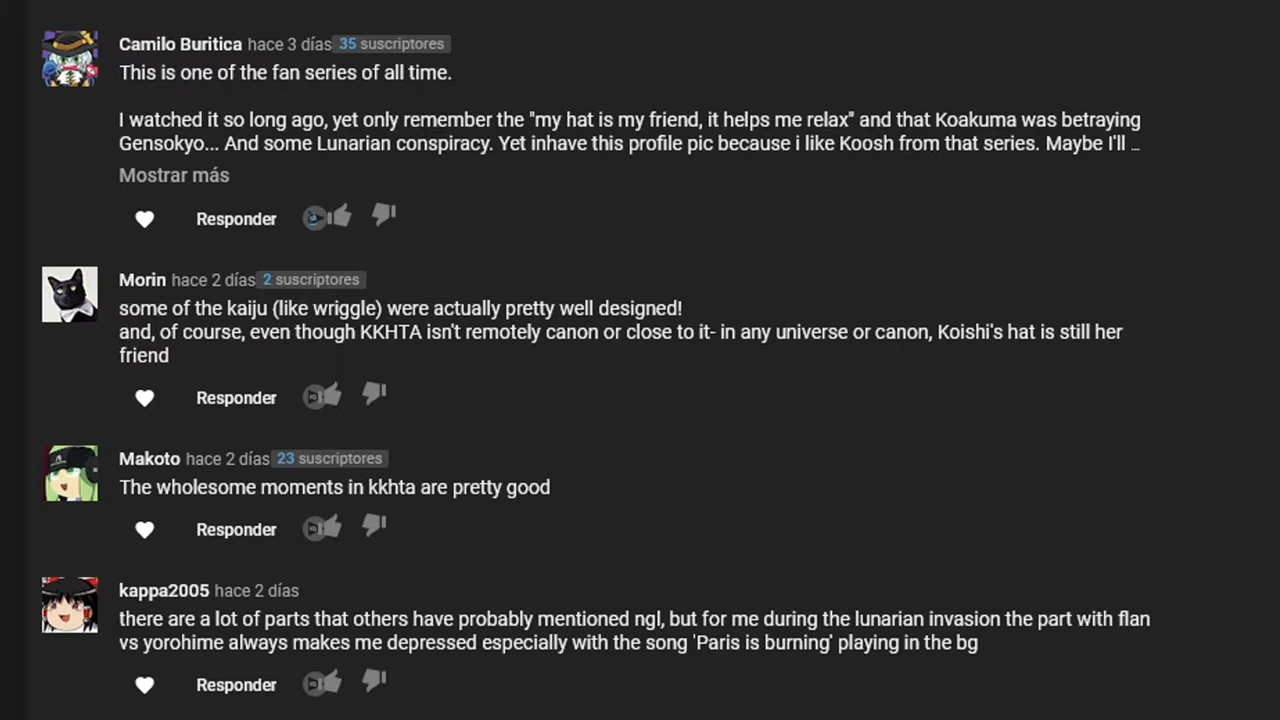 Camilo Buritica hace 3 días 35 suscriptores
This is one of the fan series of all time.
I watched it so long ago, yet only remember the "my hat is my friend, it helps me relax" and that Koakuma was betraying
Gensokyo... And some Lunarian conspiracy. Yet inhave this profile pic because i like Koosh from that series. Maybe I'll ...
Mostrar más
Responder
Morin hace 2 días 2 suscriptores
some of the kaiju (like wriggle) were actually pretty well designed!
and, of course, even though KKHTA isn't remotely canon or close to it- in any universe or canon, Koishi's hat is still her
friend
Responder
Makoto hace 2 días 23 suscriptores
The wholesome moments in kkhta are pretty good
Responder
kappa2005 hace 2 días
there are a lot of parts that others have probably mentioned ngl, but for me during the lunarian invasion the part with flan
vs yorohime always makes me depressed especially with the song 'Paris is burning' playing in the bg
Responder